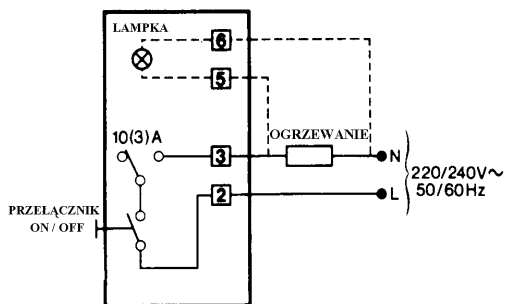 LAMPKA
6
5
10(3)A
3
OGRZEWANIE
N
2
L
220/240V~
50/60Hz
PRZEŁĄCZNIK
ON / OFF